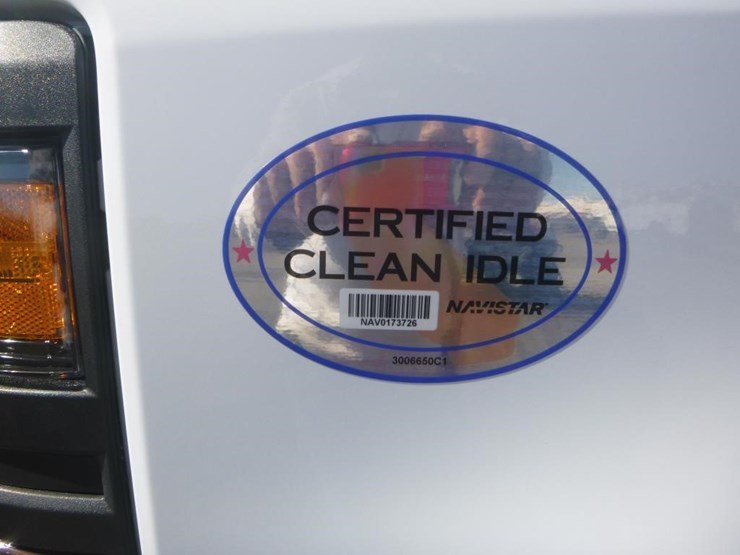 CERTIFIED
CLEAN IDLE
NAV0173726
NAVISTAR
3006650C1